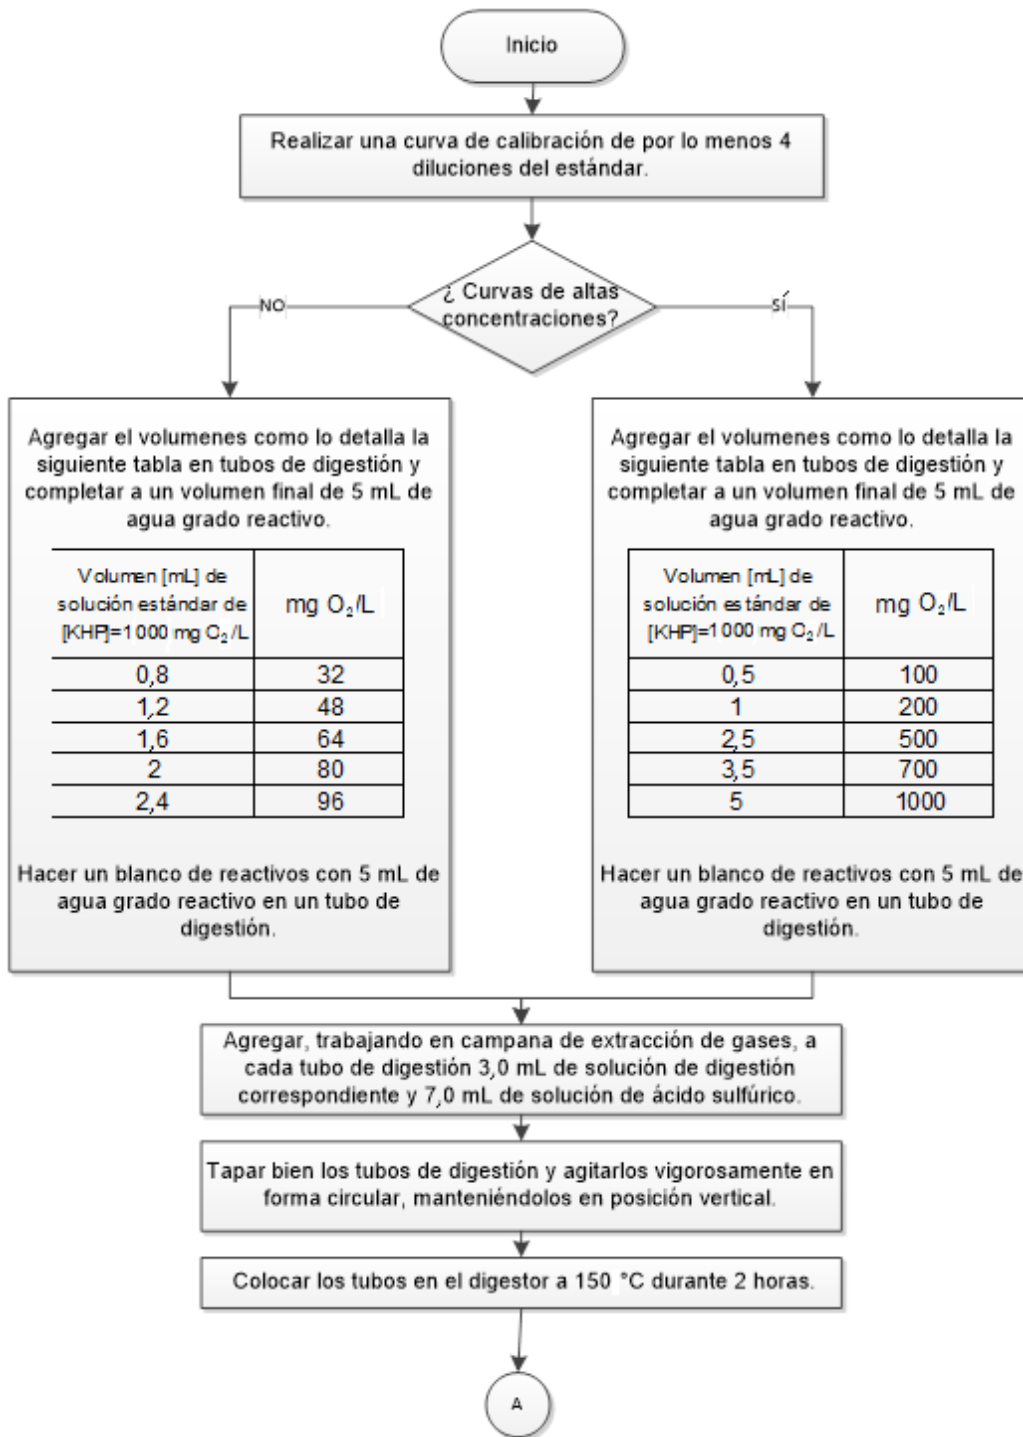 Inicio
Realizar una curva de calibración de por lo menos 4
diluciones del estándar.
¿ Curvas de altas
concentraciones?
NO
SÍ
Agregar el volumenes como lo detalla la
siguiente tabla en tubos de digestión y
completar a un volumen final de 5 mL de
agua grado reactivo.
Volumen [mL] de
solución estándar de
[KHP]=1000 mg O₂/L
mg O₂/L
0,8 32
1,2 48
1,6 64
2 80
2,4 96
Hacer un blanco de reactivos con 5 mL de
agua grado reactivo en un tubo de
digestión.
Agregar el volumenes como lo detalla la
siguiente tabla en tubos de digestión y
completar a un volumen final de 5 mL de
agua grado reactivo.
Volumen [mL] de
solución estándar de
[KHP]=1000 mg O₂/L
mg O₂/L
0,5 100
1 200
2,5 500
3,5 700
5 1000
Hacer un blanco de reactivos con 5 mL de
agua grado reactivo en un tubo de
digestión.
Agregar, trabajando en campana de extracción de gases, a
cada tubo de digestión 3,0 mL de solución de digestión
correspondiente y 7,0 mL de solución de ácido sulfúrico.
Tapar bien los tubos de digestión y agitarlos vigorosamente en
forma circular, manteniéndolos en posición vertical.
Colocar los tubos en el digestor a 150 °C durante 2 horas.
A